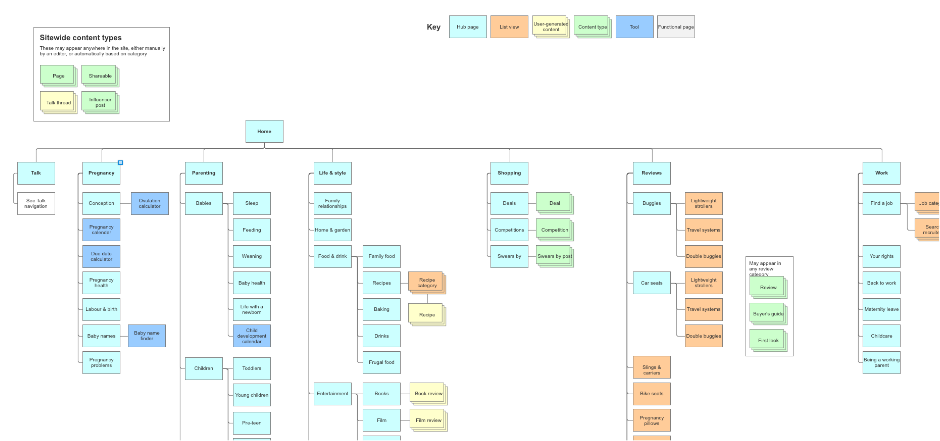 Key
Hub page
List view
User-generated
content
Content type
Tool
Functional page
Sitewide content types
These may appear anywhere in the site, either manually
by an editor, or automatically based on category.
Page
Shareable
Talk thread
Influencer
post
Home
Talk
Pregnancy
Parenting
Life & style
Shopping
Reviews
Work
See Talk
navigation
Conception
Ovulation
calculator
Pregnancy
calender
Due date
calculator
Pregnancy
health
Labour & birth
Baby names
Baby name
finder
Pregnancy
problems
Babies
Sleep
Feeding
Weaning
Baby health
Life with a
newborn
Child
development
calendar
Children
Toddlers
Young children
Pre-teen
Family
relationships
Home & garden
Food & drink
Family food
Recipes
Recipe
category
Recipe
Baking
Drinks
Frugal food
Entertainment
Books
Book review
Film
Film review
Deals
Deal
Competitions
Competition
Swears by
Swears by post
Buggies
Lightweight
strollers
Travel systems
Double buggies
Car seats
Lightweight
strollers
Travel systems
Double buggies
Slings &
carriers
Bike seats
Pregnancy
pillows
May appear in
any review
category
Review
Buyer's guide
First look
Find a job
Job cate
Searc
recruite
Your rights
Back to work
Maternity leave
Childcare
Being a working
parent